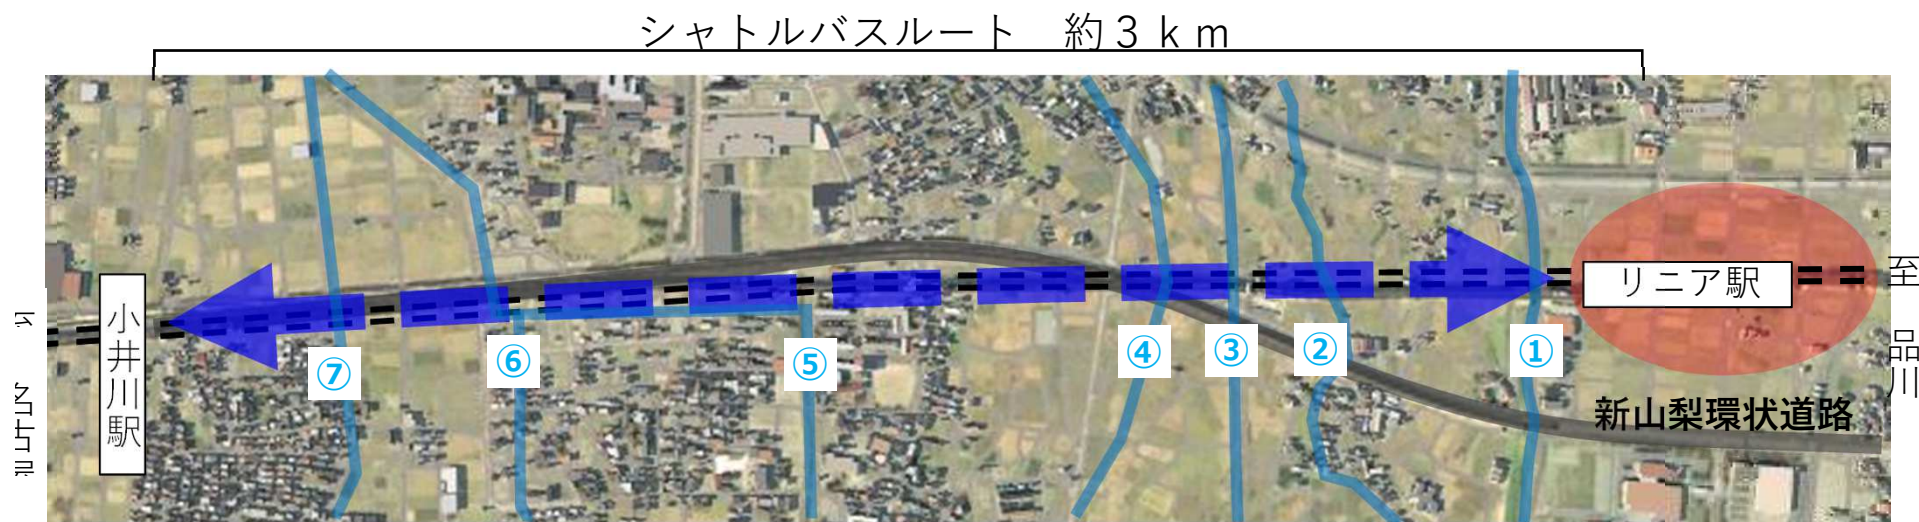 シャトルバスルート　約３ｋｍ
小井川駅
⑦
⑥
⑤
④
③
②
①
リニア駅
至　品川
新山梨環状道路